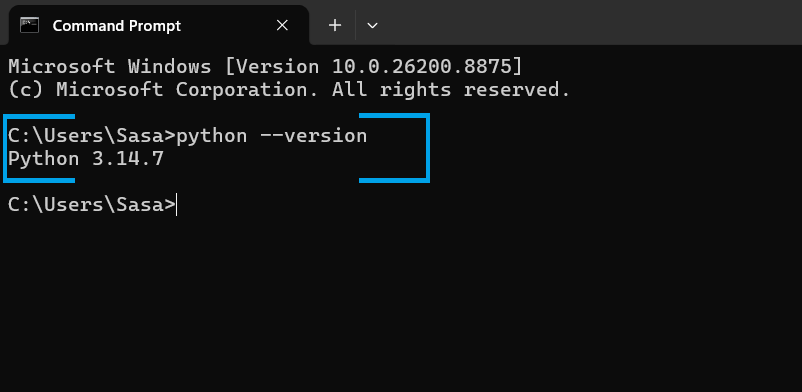 Command Prompt
Microsoft Windows [Version 10.0.26200.8875]
(c) Microsoft Corporation. All rights reserved.
C:\Users\Sasa>python --version
Python 3.14.7
C:\Users\Sasa>